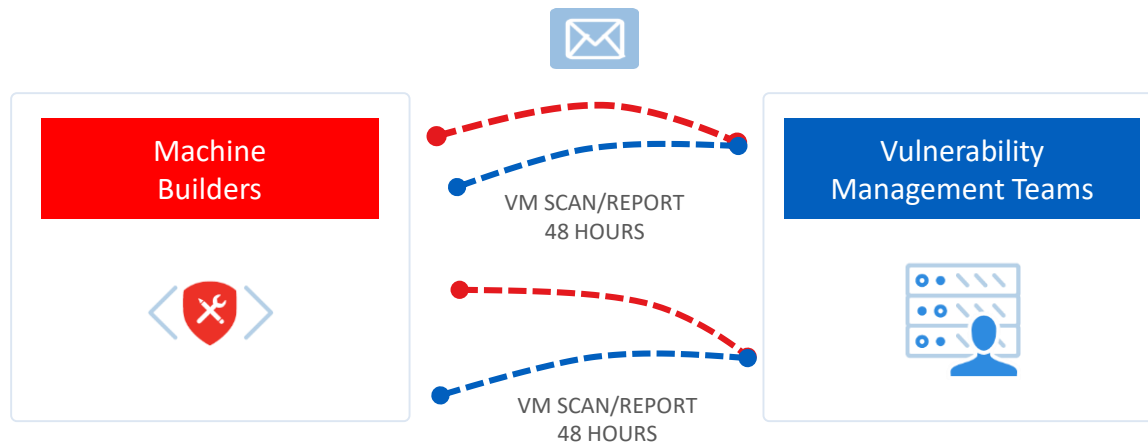 Machine
Builders
VM SCAN/REPORT
48 HOURS
VM SCAN/REPORT
48 HOURS
Vulnerability
Management Teams